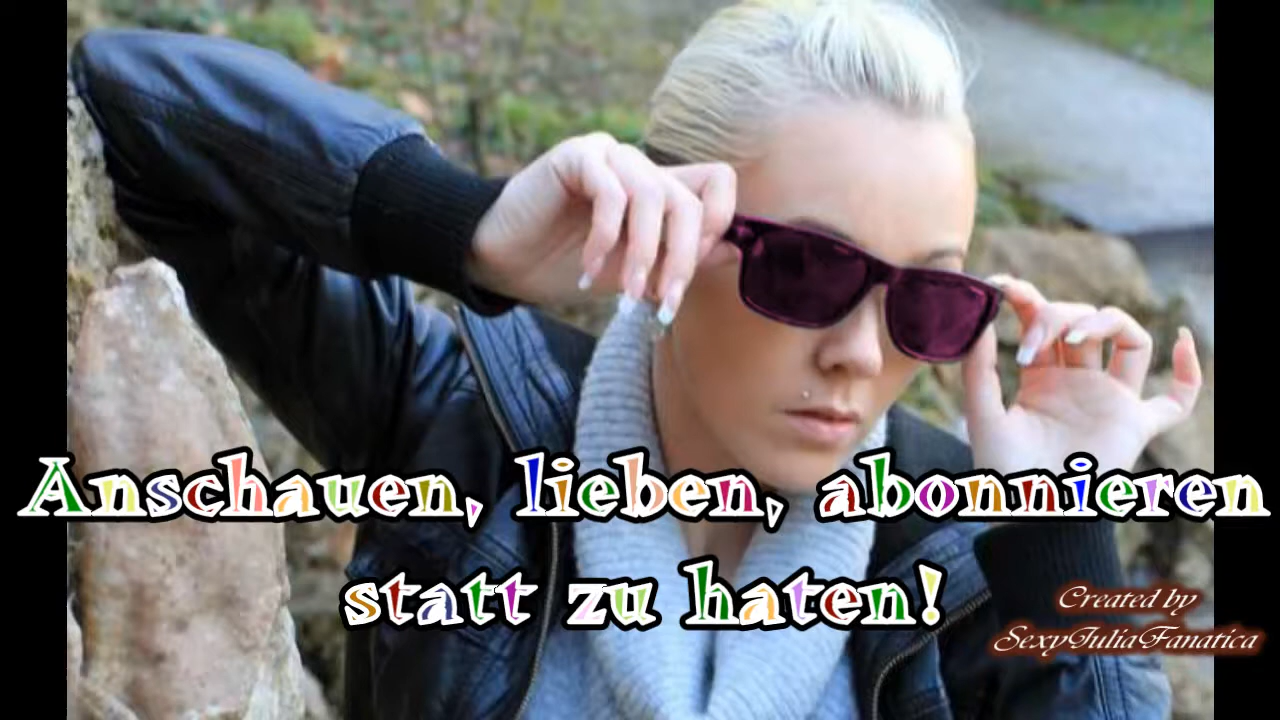 Anschauen, lieben, abonnieren
statt zu haten!
Created by
SexyJuliaFanatica